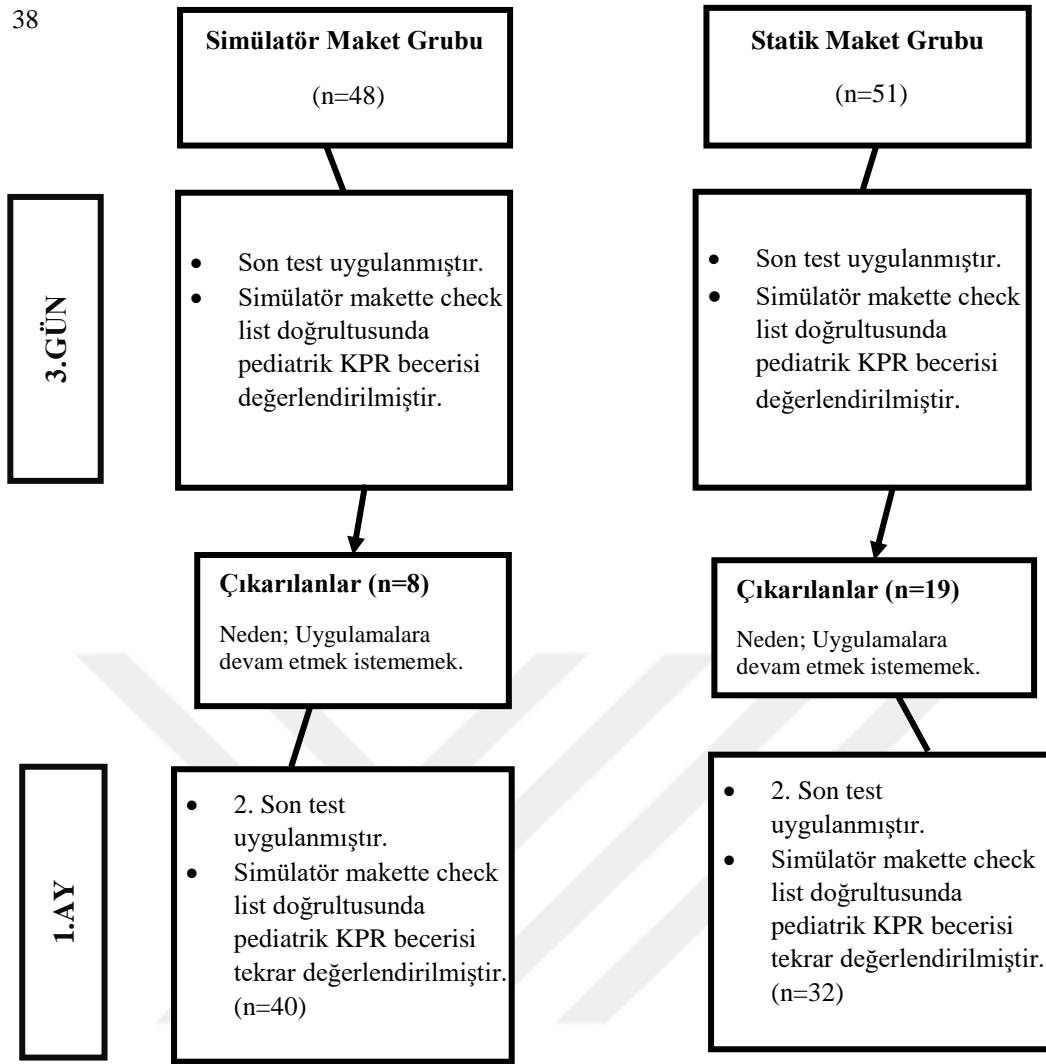 38
Simülatör Maket Grubu
(n=48)
Statik Maket Grubu
(n=51)
3.GÜN
• Son test uygulanmıştır.
• Simülatör makette check
list doğrultusunda
pediatrik KPR becerisi
değerlendirilmiştir.
• Son test uygulanmıştır.
• Simülatör makette check
list doğrultusunda
pediatrik KPR becerisi
değerlendirilmiştir.
Çıkarılanlar (n=8)
Neden; Uygulamalara
devam etmek istememek.
Çıkarılanlar (n=19)
Neden; Uygulamalara
devam etmek istememek.
1.AY
• 2. Son test
uygulanmıştır.
• Simülatör makette check
list doğrultusunda
pediatrik KPR becerisi
tekrar değerlendirilmiştir.
(n=40)
• 2. Son test
uygulanmıştır.
• Simülatör makette check
list doğrultusunda
pediatrik KPR becerisi
tekrar değerlendirilmiştir.
(n=32)